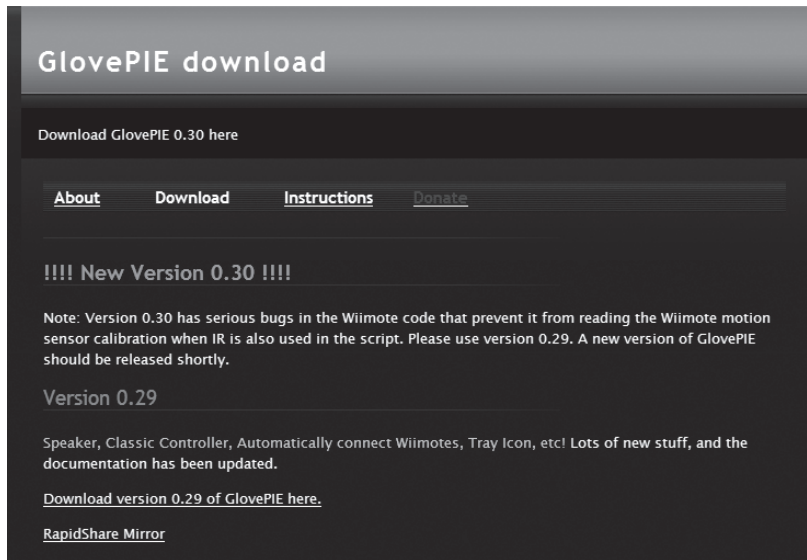 GlovePIE download
Download GlovePIE 0.30 here
About Download Instructions Donate
!!!! New Version 0.30 !!!!
Note: Version 0.30 has serious bugs in the Wiimote code that prevent it from reading the Wiimote motion
sensor calibration when IR is also used in the script. Please use version 0.29. A new version of GlovePIE
should be released shortly.
Version 0.29
Speaker, Classic Controller, Automatically connect Wiimotes, Tray Icon, etc! Lots of new stuff, and the
documentation has been updated.
Download version 0.29 of GlovePIE here.
RapidShare Mirror